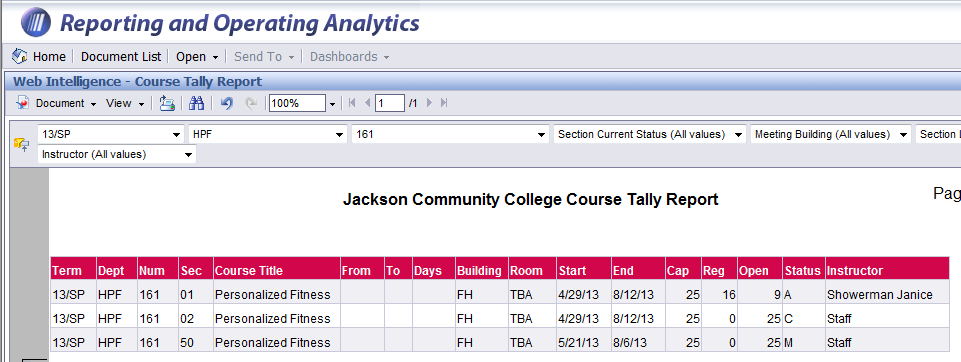 Reporting and Operating Analytics
Home Document List Open Send To Dashboards
Web Intelligence - Course Tally Report
Document View 100% 1 /1
13/SP HPF 161 Section Current Status (All values) Meeting Building (All values) Section
Instructor (All values)
Jackson Community College Course Tally Report Pag
Term Dept Num Sec Course Title From To Days Building Room Start End Cap Reg Open Status Instructor
13/SP HPF 161 01 Personalized Fitness FH TBA 4/29/13 8/12/13 25 16 9 A Showerman Janice
13/SP HPF 161 02 Personalized Fitness FH TBA 4/29/13 8/12/13 25 0 25 C Staff
13/SP HPF 161 50 Personalized Fitness FH TBA 5/21/13 8/6/13 25 0 25 M Staff